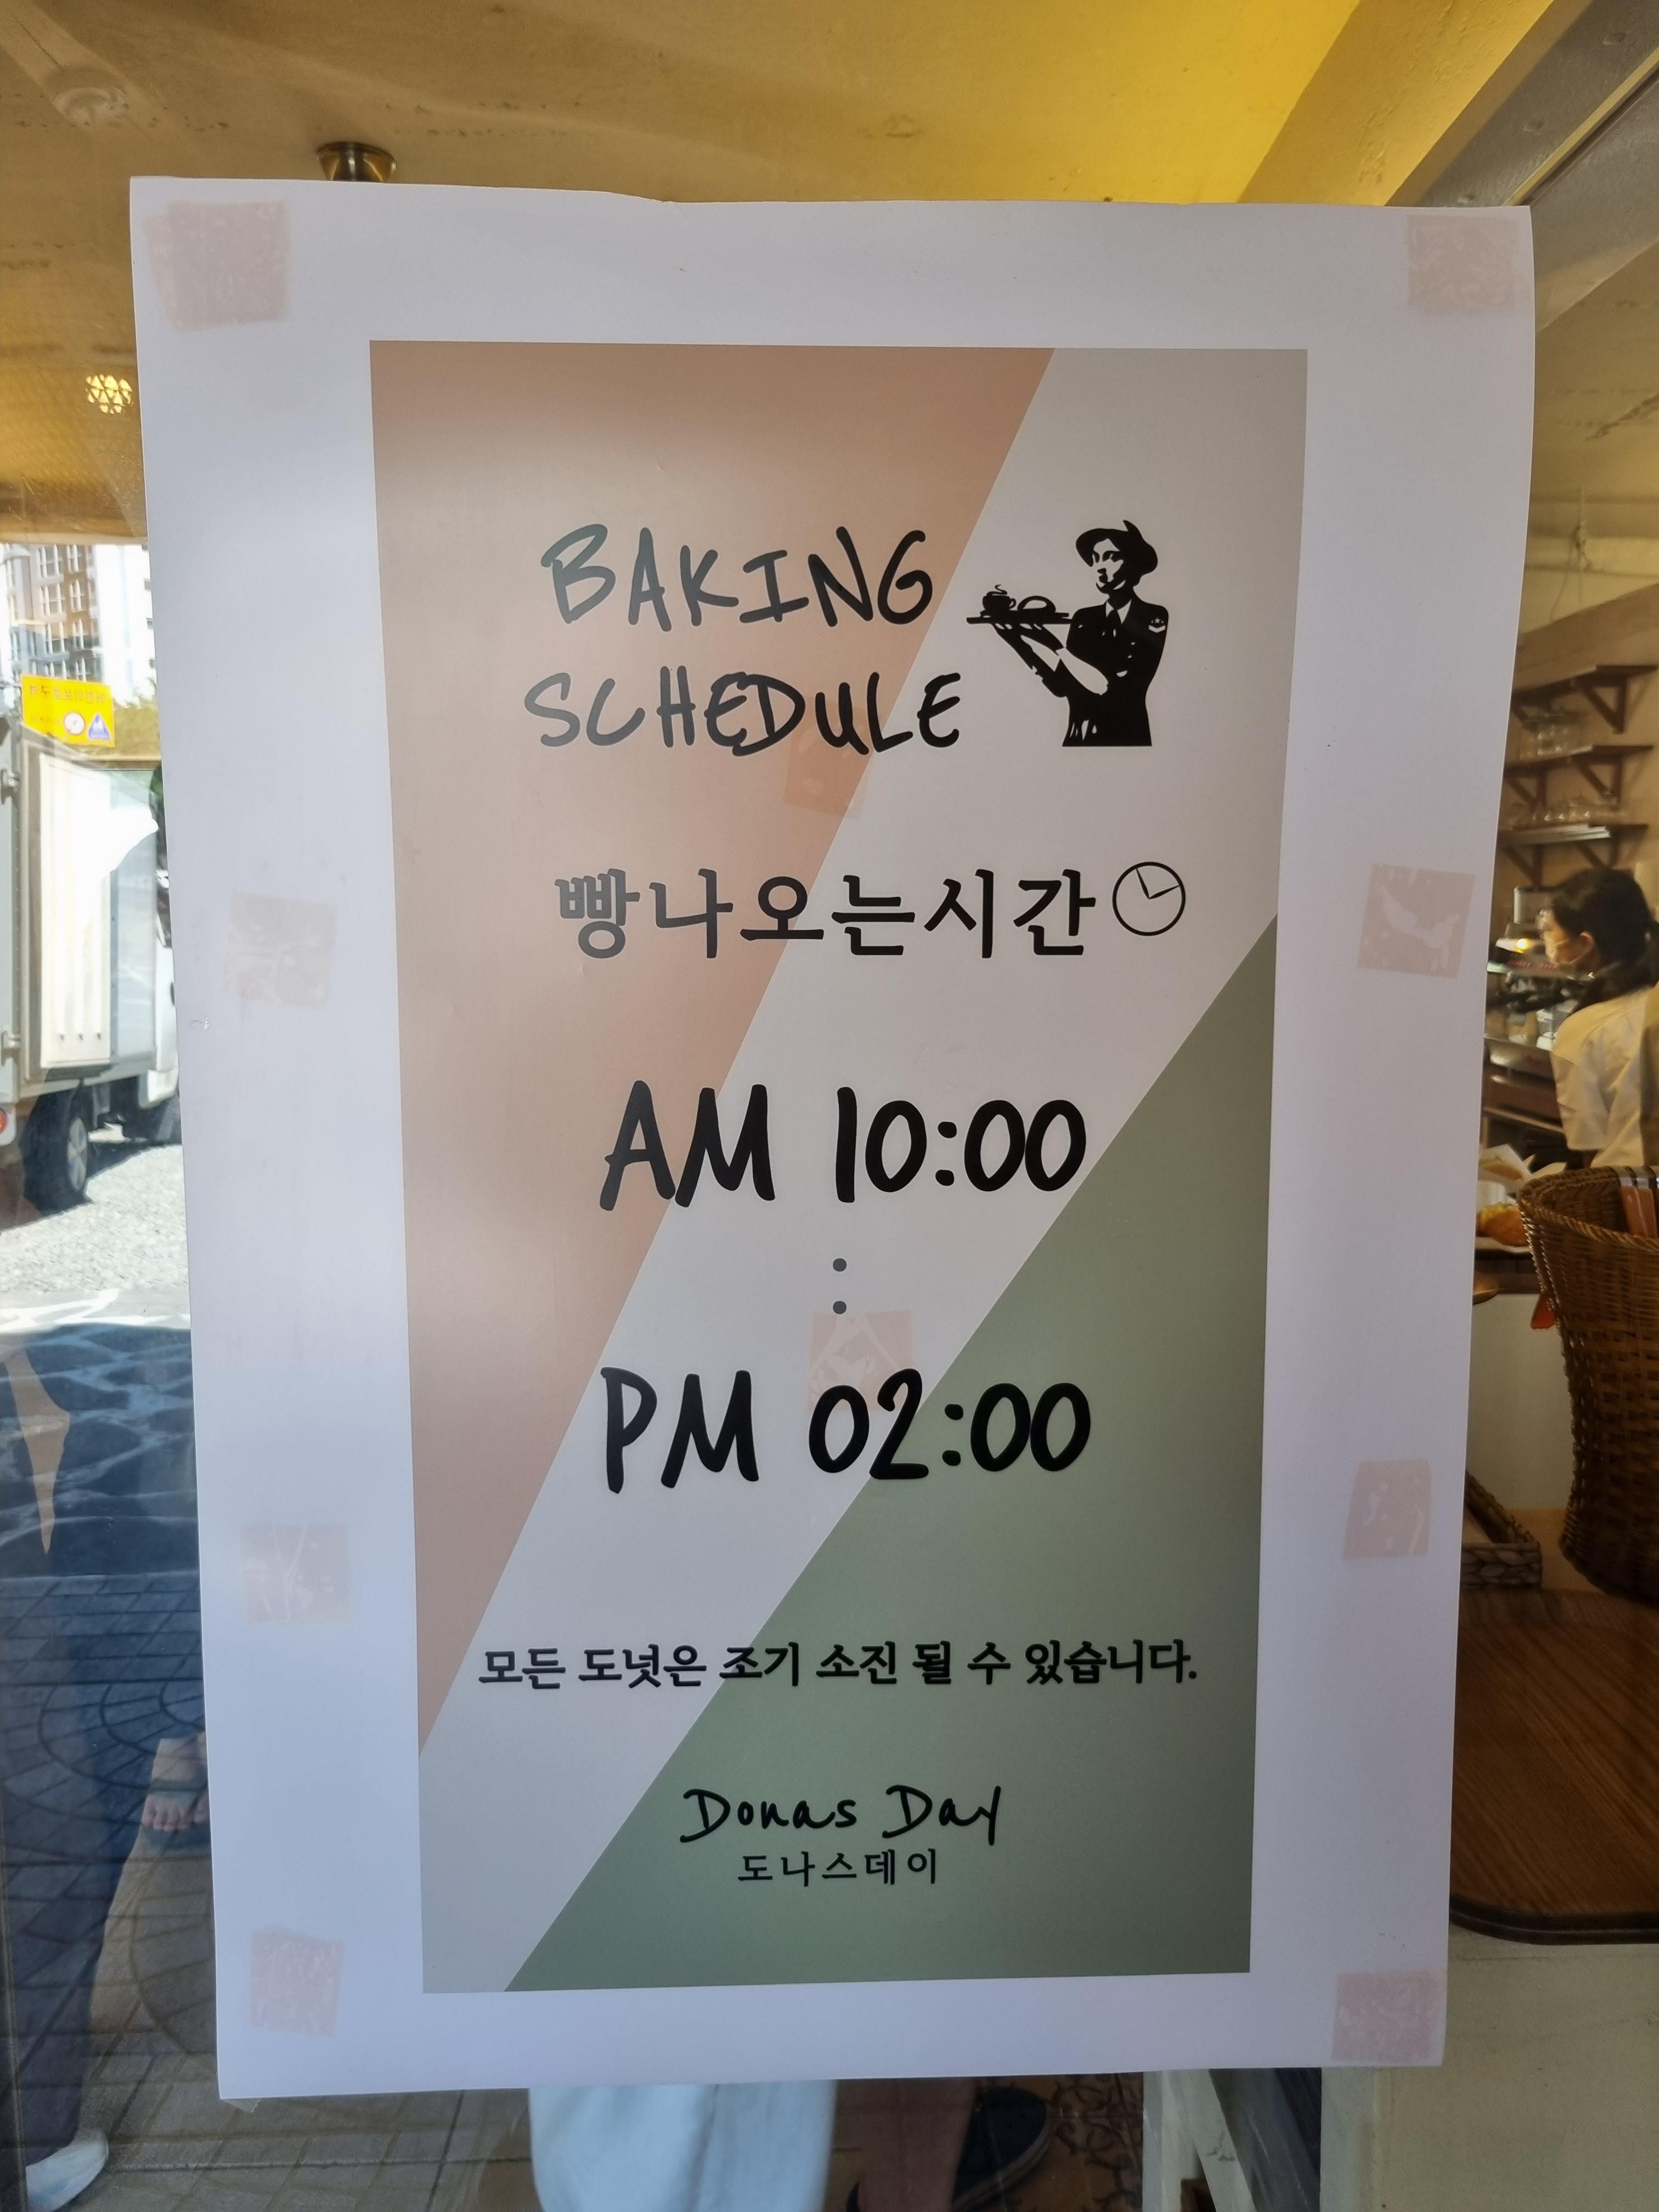 BAKING
SCHEDULE
빵나오는시간
AM 10:00
:
PM 02:00
모든 도넛은 조기 소진 될 수 있습니다.
Donas Day
도나스데이